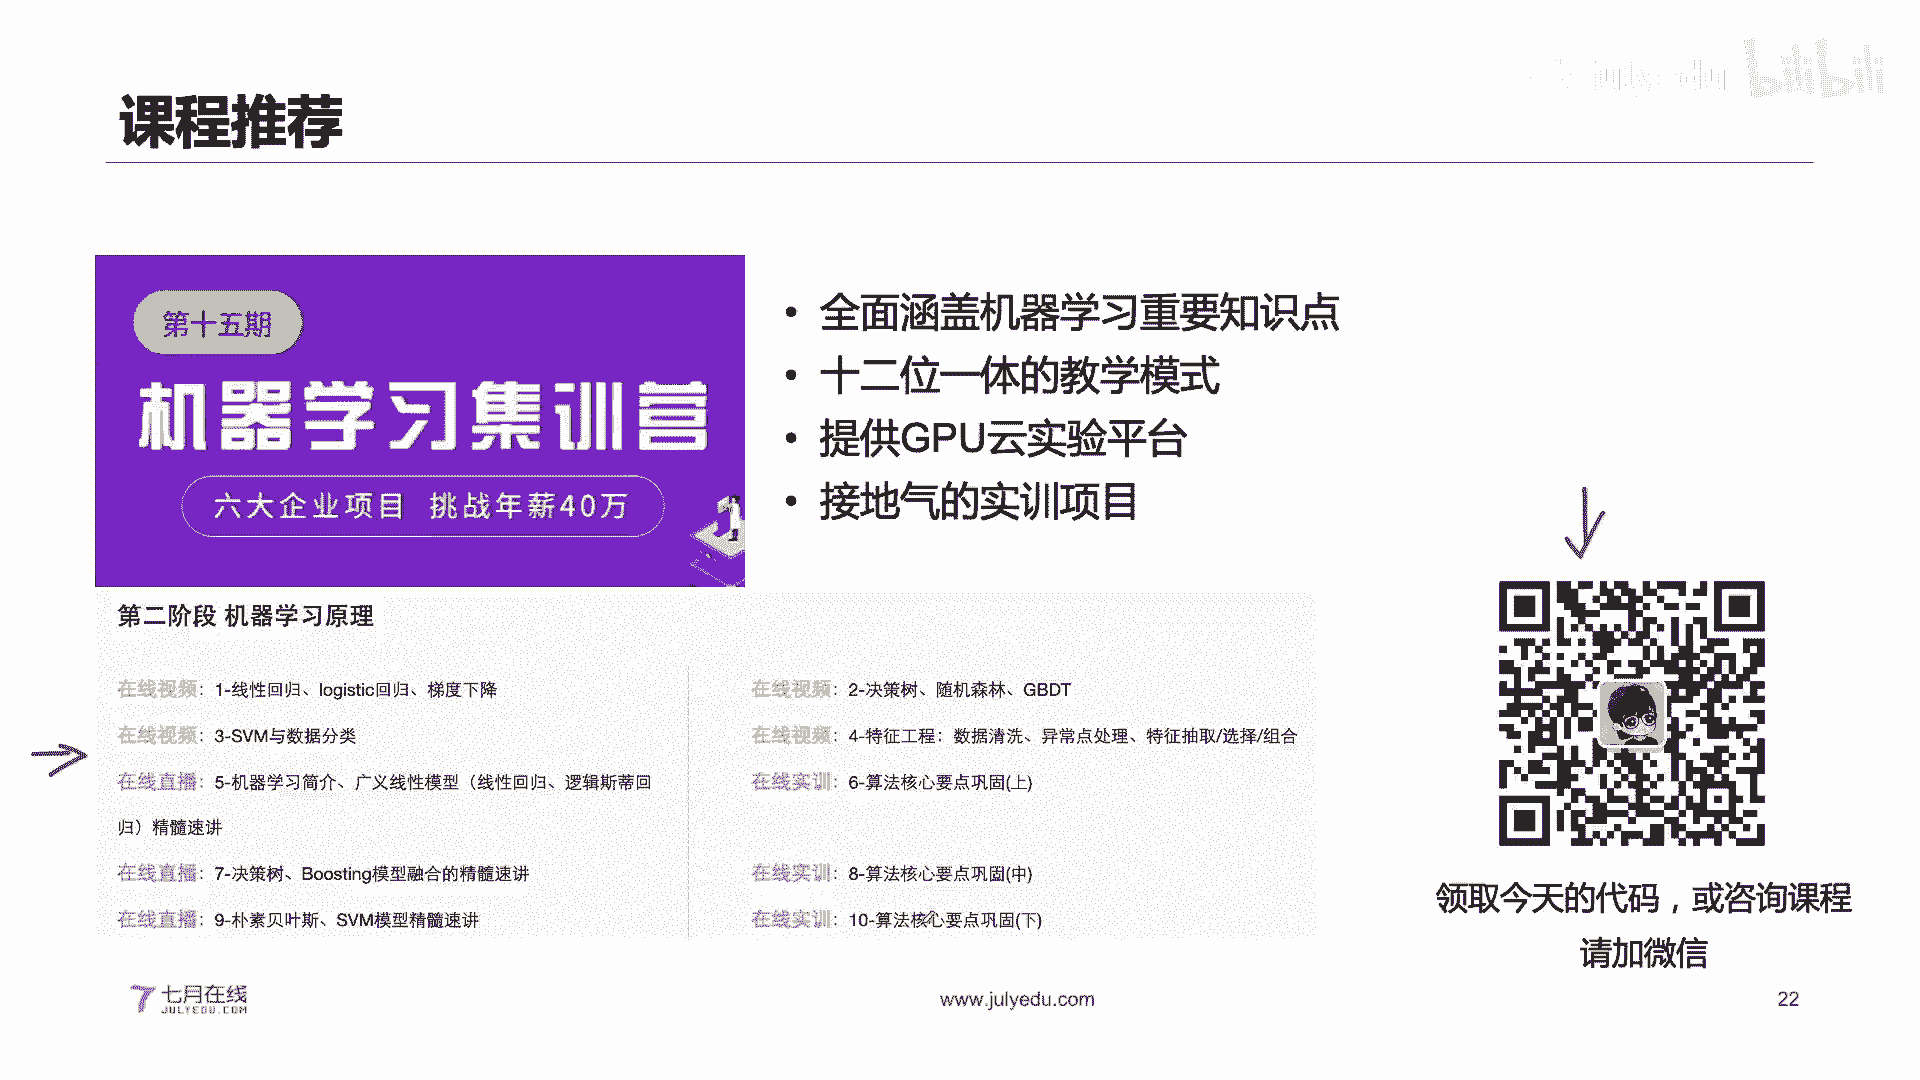 julyedu bilibili
课程推荐
第十五期
机器学习集训营
六大企业项目 挑战年薪40万
• 全面涵盖机器学习重要知识点
• 十二位一体的教学模式
• 提供GPU云实验平台
• 接地气的实训项目
第二阶段 机器学习原理
在线视频：1-线性回归、logistic回归、梯度下降
在线视频：2-决策树、随机森林、GBDT
在线视频：3-SVM与数据分类
在线视频：4-特征工程：数据清洗、异常点处理、特征抽取/选择/组合
在线直播：5-机器学习简介、广义线性模型（线性回归、逻辑斯蒂回
归）精髓速讲
在线实训：6-算法核心要点巩固(上)
在线直播：7-决策树、Boosting模型融合的精髓速讲
在线实训：8-算法核心要点巩固(中)
在线直播：9-朴素贝叶斯、SVM模型精髓速讲
在线实训：10-算法核心要点巩固(下)
领取今天的代码，或咨询课程
请加微信
七月在线
JULYEDU.COM
www.julyedu.com
22